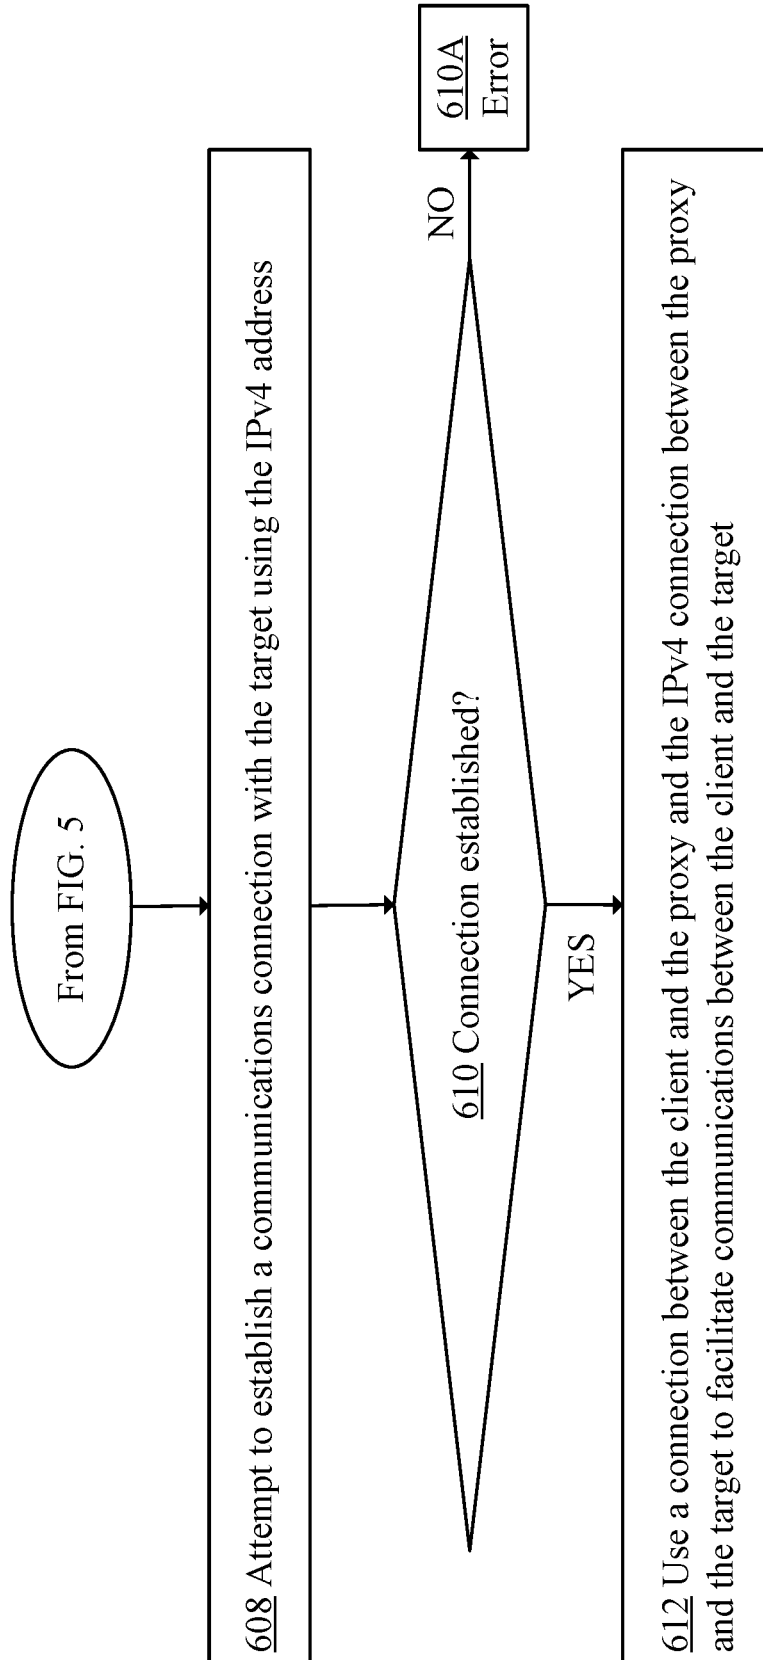 From FIG. 5
608 Attempt to establish a communications connection with the target using the IPv4 address
610 Connection established?
NO
610A
Error
YES
612 Use a connection between the client and the proxy and the IPv4 connection between the proxy
and the target to facilitate communications between the client and the target